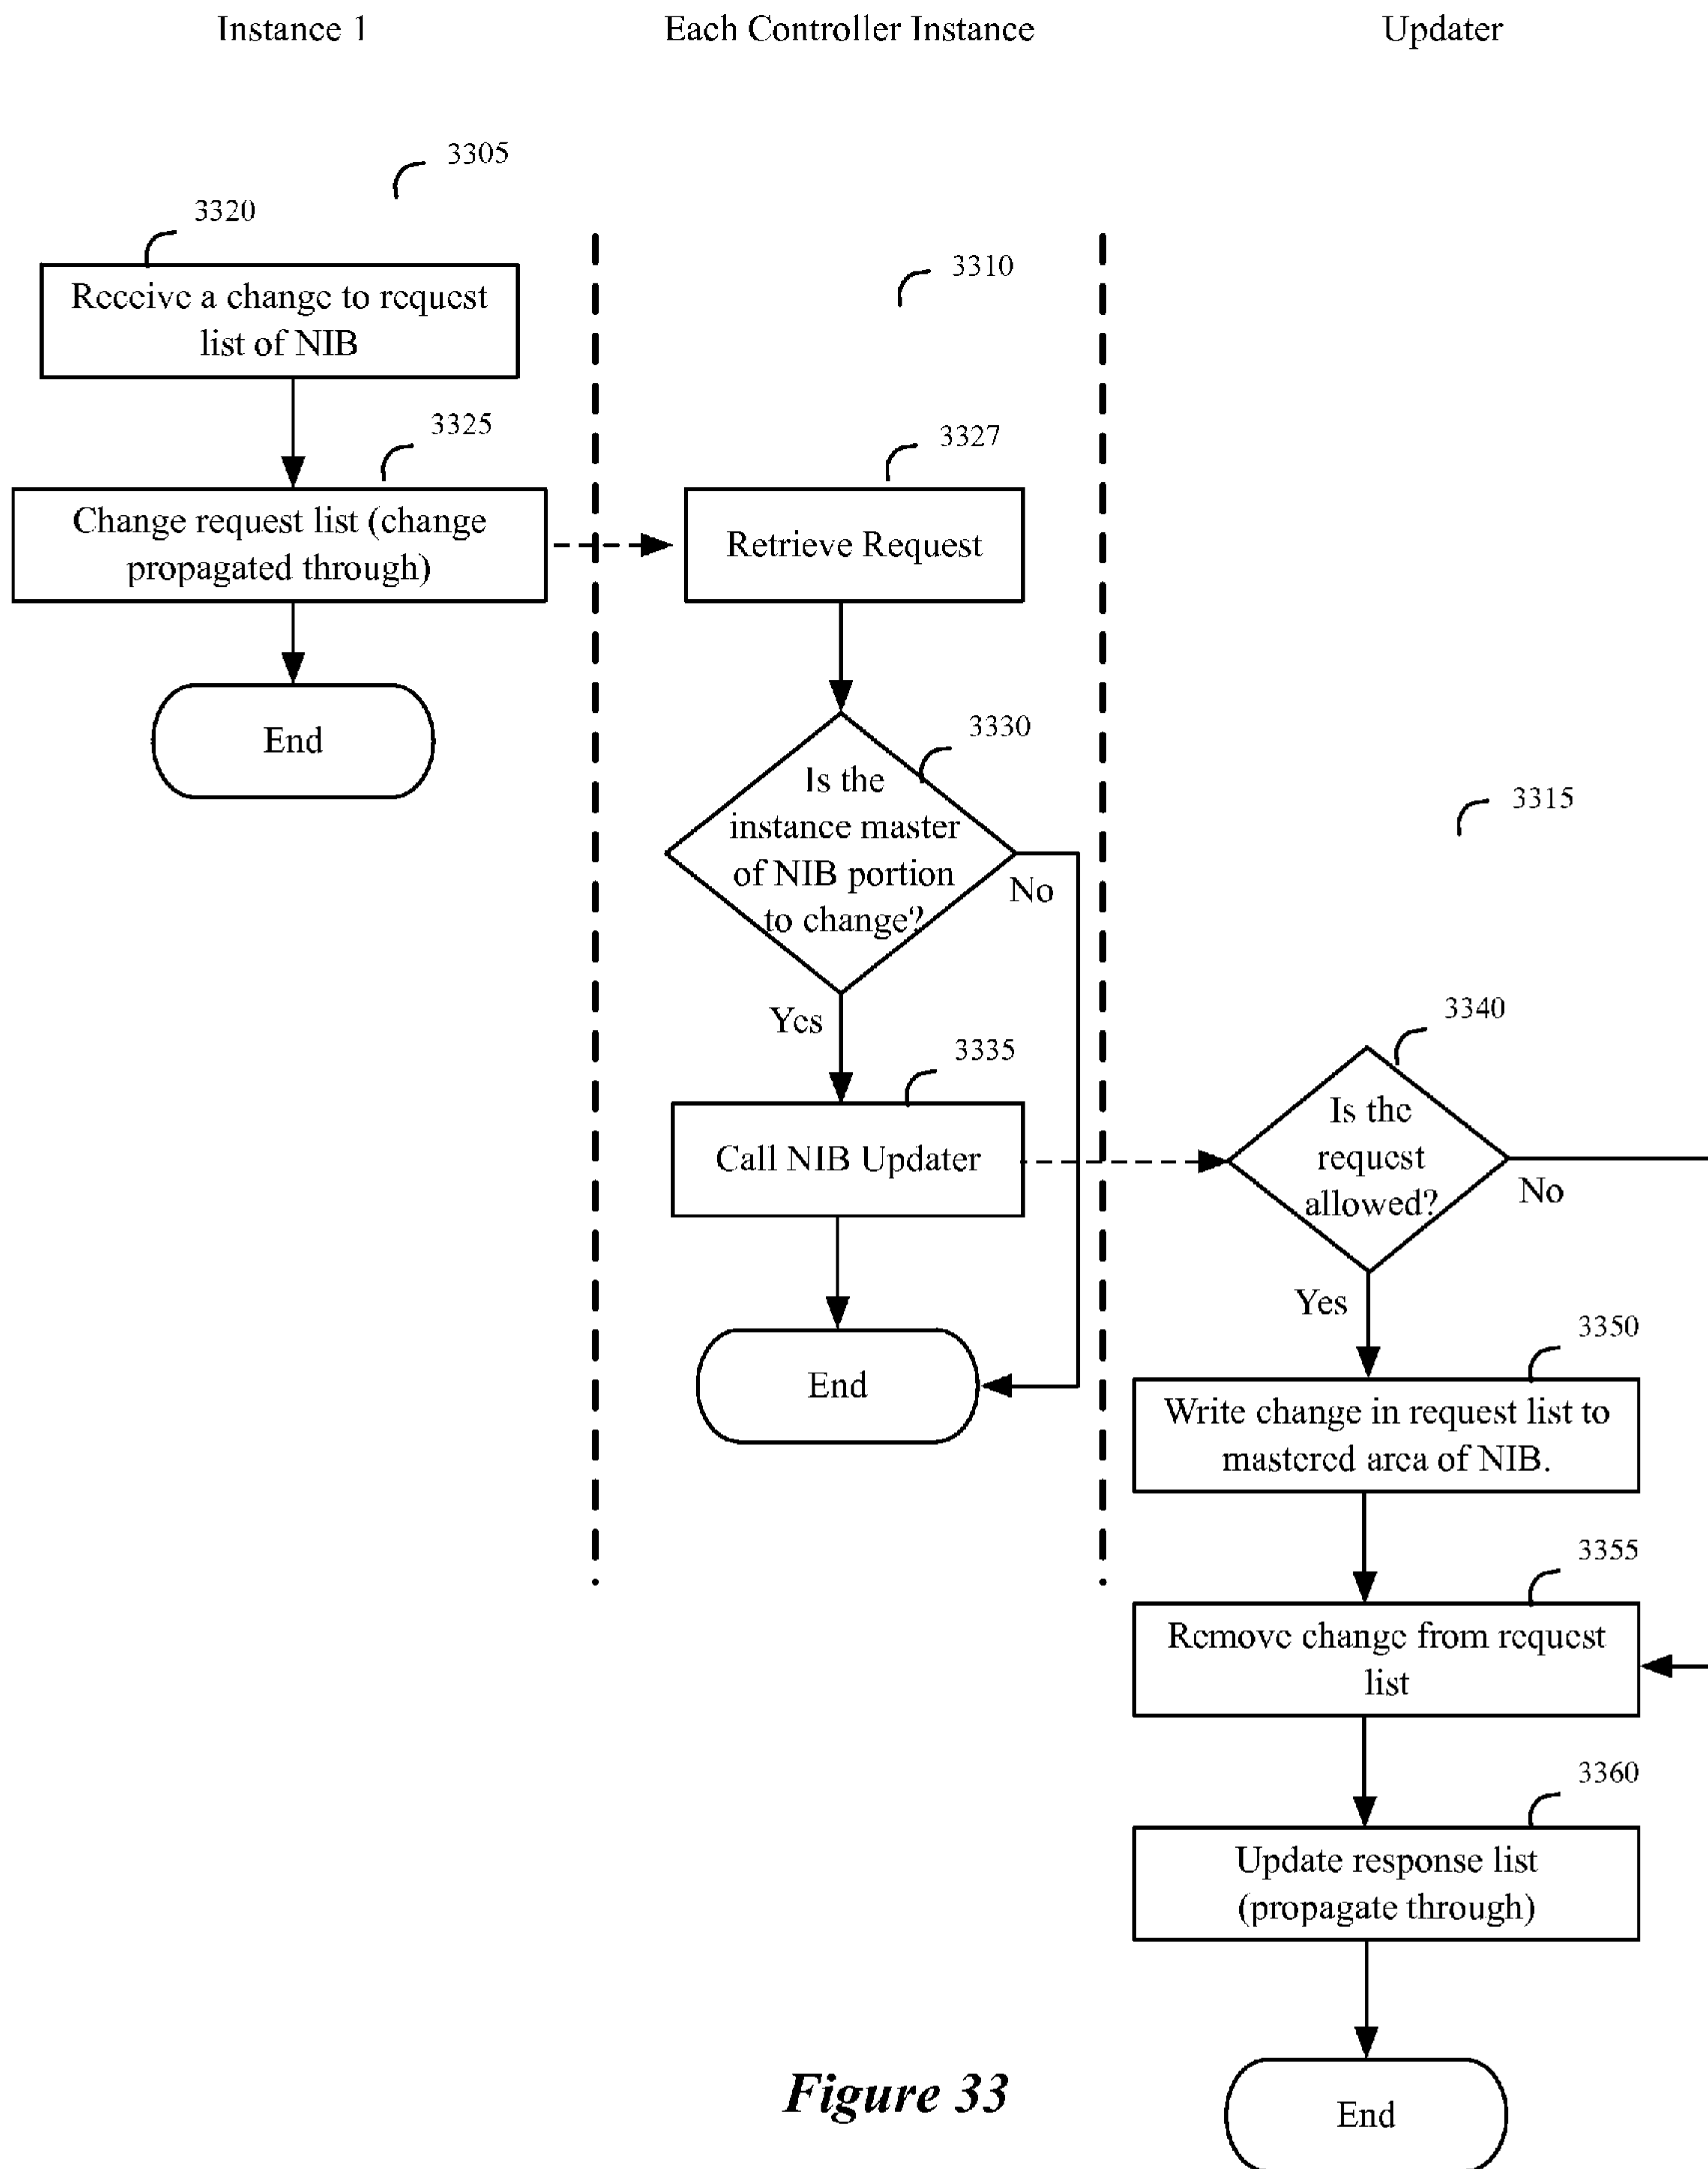 Instance 1
Each Controller Instance
Updater
3305
3320
Receive a change to request
list of NIB
3310
3325
Change request list (change
propagated through)
3327
Retrieve Request
End
3330
Is the
instance master
of NIB portion
to change?
No
Yes
3315
3335
Call NIB Updater
3340
Is the
request
allowed?
No
Yes
End
3350
Write change in request list to
mastered area of NIB.
3355
Remove change from request
list
3360
Update response list
(propagate through)
End
Figure 33